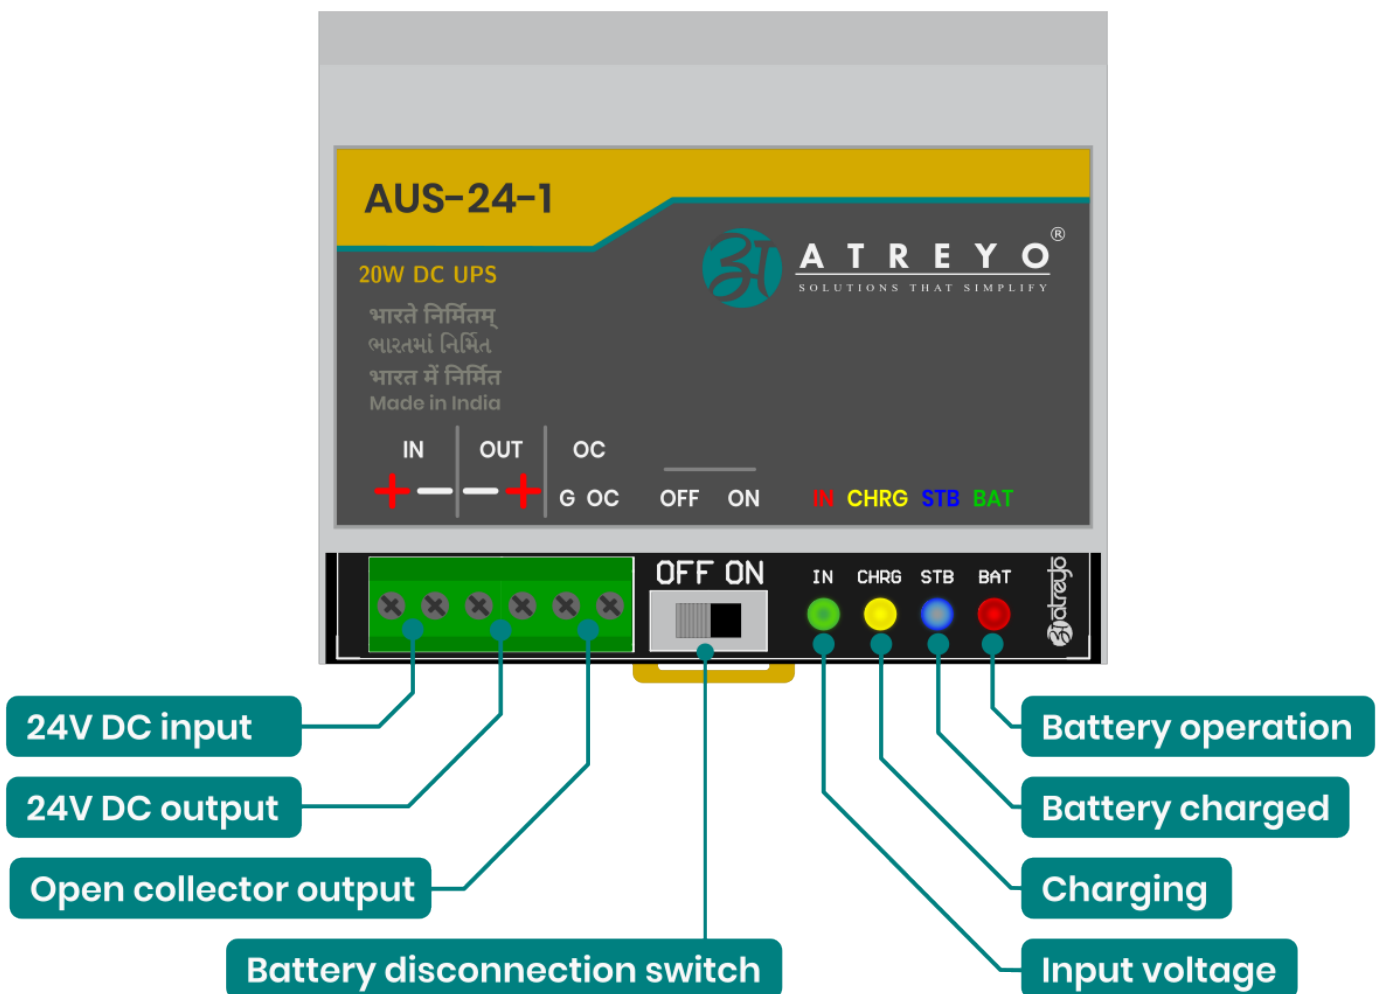 AUS-24-1
20W DC UPS
अ ATREYO®
SOLUTIONS THAT SIMPLIFY
भारते निर्मितम्
ભારતમાં નિર્મિત
भारत में निर्मित
Made in India
IN OUT OC
+ − − + G OC OFF ON IN CHRG STB BAT
OFF ON IN CHRG STB BAT
अatreyo
24V DC input
24V DC output
Open collector output
Battery disconnection switch
Battery operation
Battery charged
Charging
Input voltage